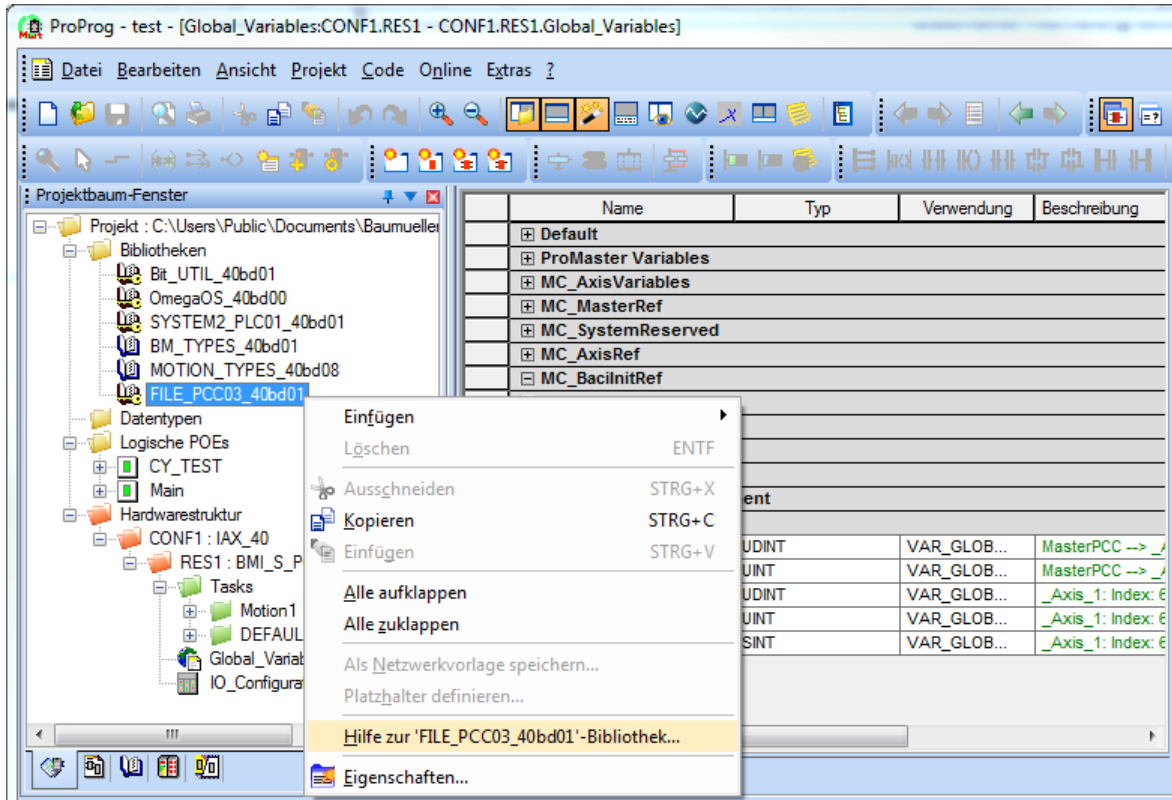 ProProg - test - [Global_Variables:CONF1.RES1 - CONF1.RES1.Global_Variables]
Datei Bearbeiten Ansicht Projekt Code Online Extras ?
Projektbaum-Fenster
Projekt : C:\Users\Public\Documents\Baumueller
Bibliotheken
Bit_UTIL_40bd01
OmegaOS_40bd00
SYSTEM2_PLC01_40bd01
BM_TYPES_40bd01
MOTION_TYPES_40bd08
FILE_PCC03_40bd01
Datentypen
Logische POEs
CY_TEST
Main
Hardwarestruktur
CONF1 : IAX_40
RES1 : BMI_S_P
Tasks
Motion1
DEFAUL
Global_Variab
IO_Configura
Einfügen
Löschen ENTF
Ausschneiden STRG+X
Kopieren STRG+C
Einfügen STRG+V
Alle aufklappen
Alle zuklappen
Als Netzwerkvorlage speichern...
Platzhalter definieren...
Hilfe zur 'FILE_PCC03_40bd01'-Bibliothek...
Eigenschaften...
Name Typ Verwendung Beschreibung
Default
ProMaster Variables
MC_AxisVariables
MC_MasterRef
MC_SystemReserved
MC_AxisRef
MC_BaciInitRef
ent
UDINT VAR_GLOB... MasterPCC --> _A
UINT VAR_GLOB... MasterPCC --> _A
UDINT VAR_GLOB... _Axis_1: Index: 6
UINT VAR_GLOB... _Axis_1: Index: 6
SINT VAR_GLOB... _Axis_1: Index: 6